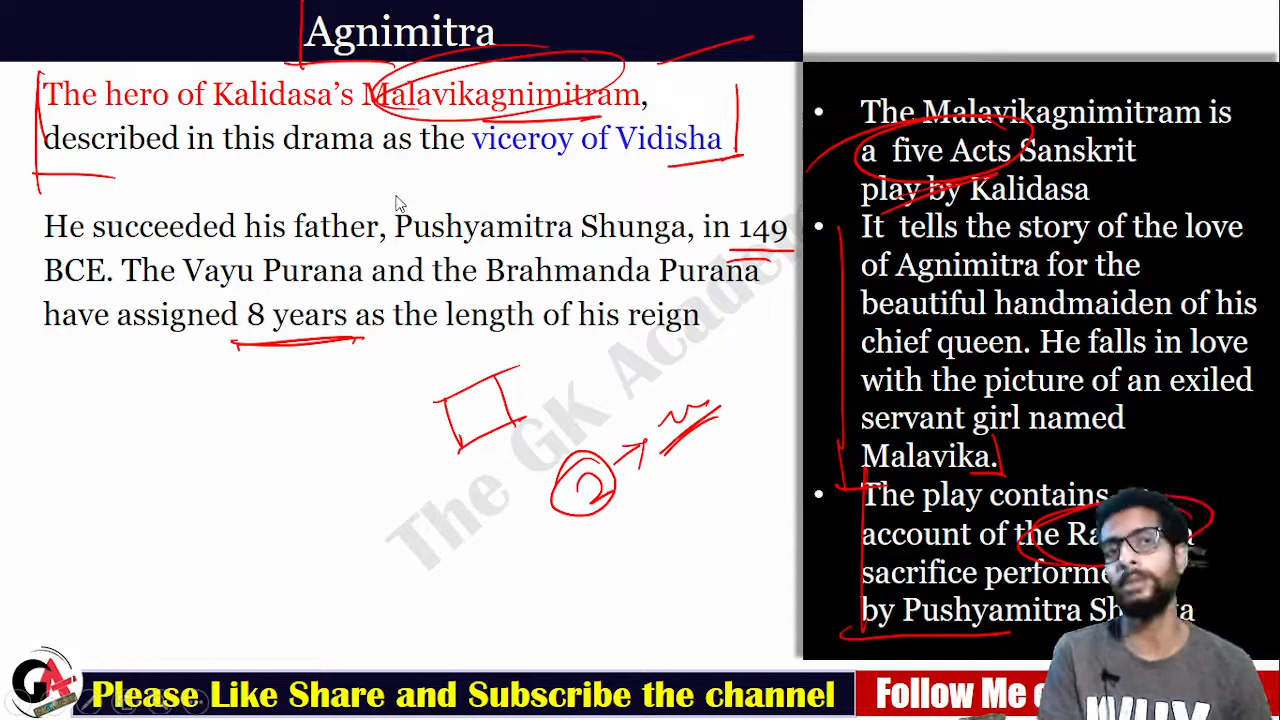 Agnimitra
The hero of Kalidasa's Malavikagnimitram,
described in this drama as the viceroy of Vidisha
He succeeded his father, Pushyamitra Shunga, in 149
BCE. The Vayu Purana and the Brahmanda Purana
have assigned 8 years as the length of his reign
2
The GK Academy
• The Malavikagnimitram is
a five Acts Sanskrit
play by Kalidasa
• It tells the story of the love
of Agnimitra for the
beautiful handmaiden of his
chief queen. He falls in love
with the picture of an exiled
servant girl named
Malavika.
• The play contains
account of the
sacrifice
by Pushyamitra
GA
Please Like Share and Subscribe the channel
Follow Me